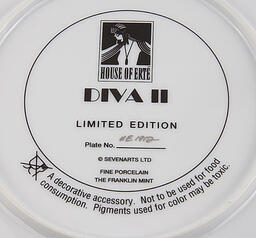 HOUSE OF ERTÉ
DIVA II
LIMITED EDITION
Plate No.
© SEVENARTS LTD
FINE PORCELAIN
THE FRANKLIN MINT
A decorative accessory. Not to be used for food
consumption. Pigments used for color may be toxic.